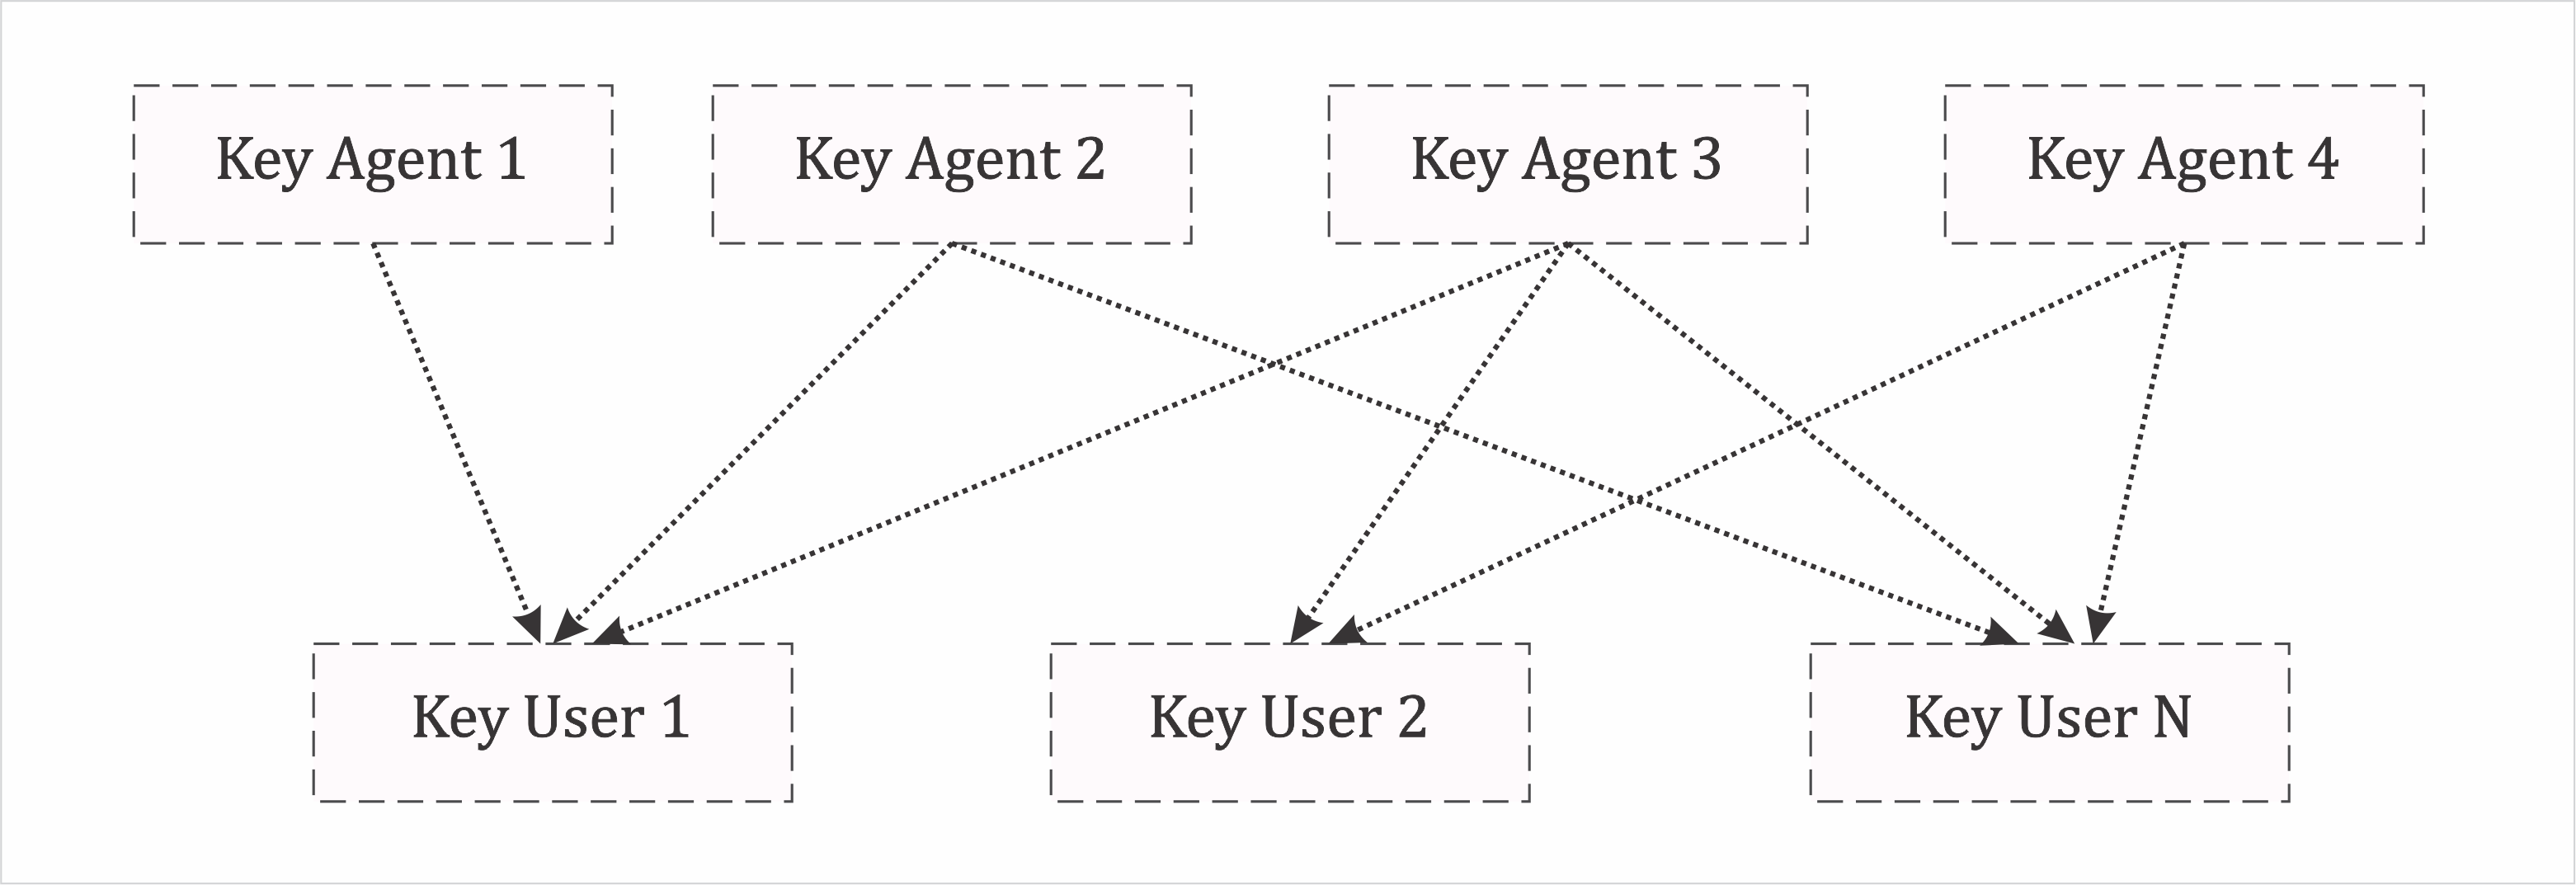 Key Agent 1
Key Agent 2
Key Agent 3
Key Agent 4
Key User 1
Key User 2
Key User N